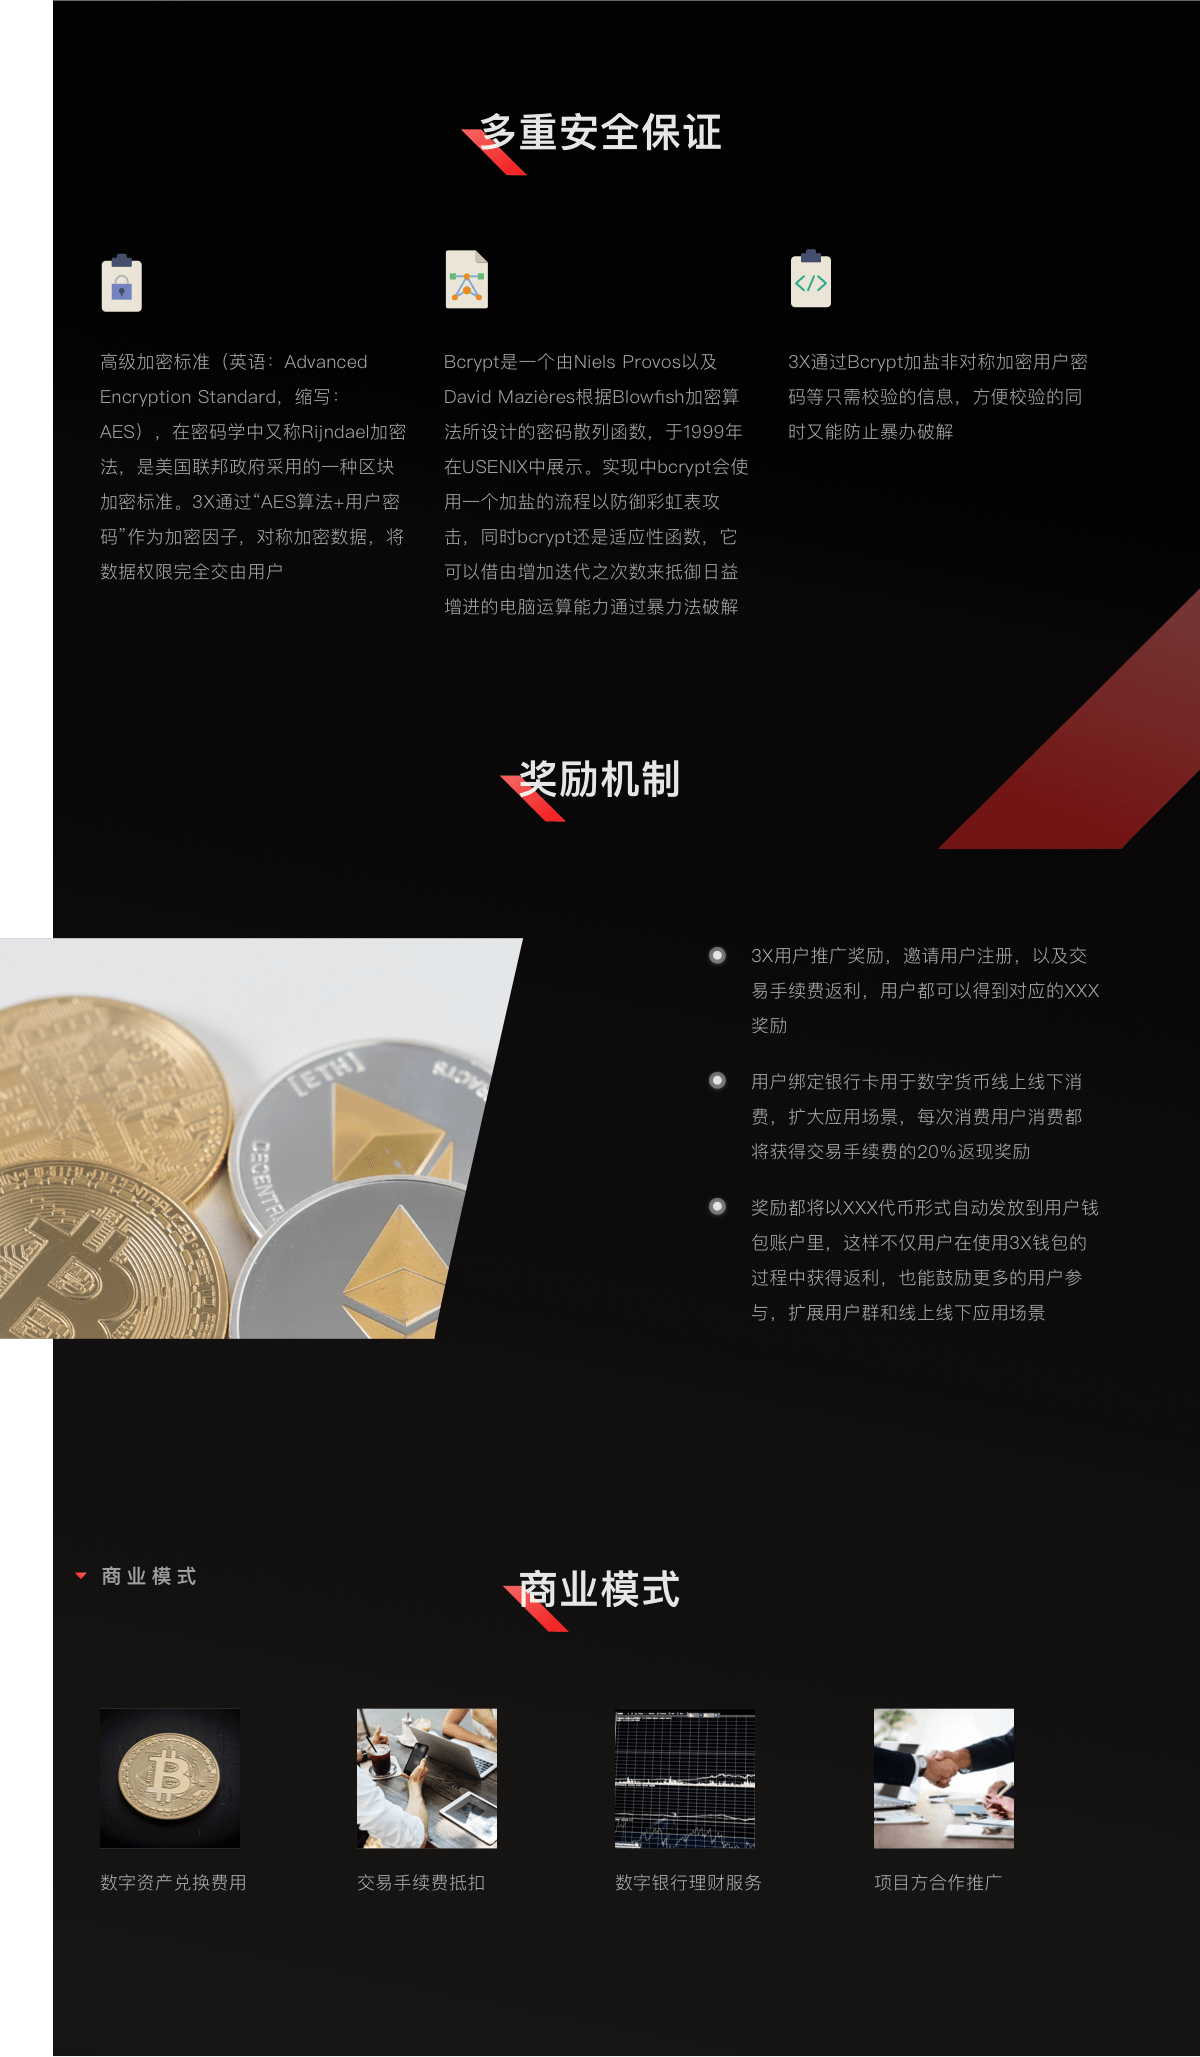 多重安全保证
高级加密标准（英语：Advanced
Encryption Standard，缩写：
AES），在密码学中又称Rijndael加密
法，是美国联邦政府采用的一种区块
加密标准。3X通过“AES算法+用户密
码”作为加密因子，对称加密数据，将
数据权限完全交由用户
Bcrypt是一个由Niels Provos以及
David Mazières根据Blowfish加密算
法所设计的密码散列函数，于1999年
在USENIX中展示。实现中bcrypt会使
用一个加盐的流程以防御彩虹表攻
击，同时bcrypt还是适应性函数，它
可以借由增加迭代之次数来抵御日益
增进的电脑运算能力通过暴力法破解
3X通过Bcrypt加盐非对称加密用户密
码等只需校验的信息，方便校验的同
时又能防止暴办破解
奖励机制
[ETH]
DECENTR
3X用户推广奖励，邀请用户注册，以及交
易手续费返利，用户都可以得到对应的XXX
奖励
用户绑定银行卡用于数字货币线上线下消
费，扩大应用场景，每次消费用户消费都
将获得交易手续费的20%返现奖励
奖励都将以XXX代币形式自动发放到用户钱
包账户里，这样不仅用户在使用3X钱包的
过程中获得返利，也能鼓励更多的用户参
与，扩展用户群和线上线下应用场景
商业模式
商业模式
数字资产兑换费用
交易手续费抵扣
数字银行理财服务
项目方合作推广